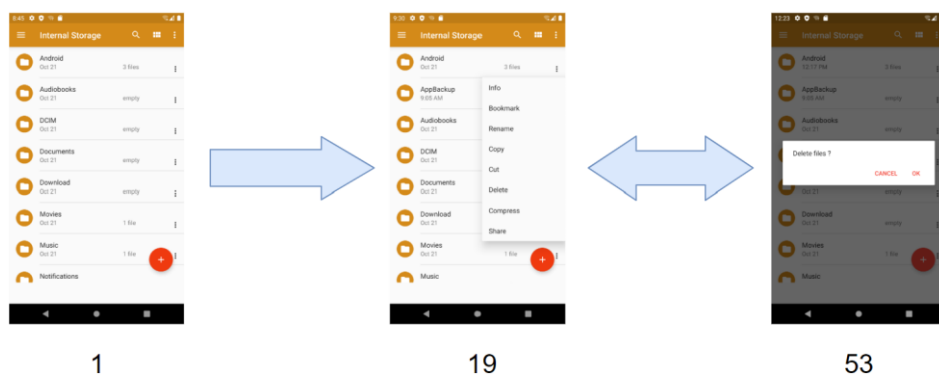 5:45
Internal Storage
Android
Oct 21
3 files
Audiobooks
Oct 21
empty
DCIM
Oct 21
empty
Documents
Oct 21
empty
Download
Oct 21
empty
Movies
Oct 21
1 file
Music
Oct 21
1 file
Notifications
1
9:30
Internal Storage
Android
Oct 21
3 files
AppBackup
9:05 AM
Audiobooks
Oct 21
DCIM
Oct 21
Documents
Oct 21
Download
Oct 21
Movies
Oct 21
1 file
Music
Info
Bookmark
Rename
Copy
Cut
Delete
Compress
Share
19
12:23
Internal Storage
Android
12:17 PM
3 files
AppBackup
9:05 AM
empty
Audiobooks
Oct 21
Delete files ?
CANCEL OK
Oct 21
empty
Download
Oct 21
empty
Movies
Oct 21
1 file
Music
53